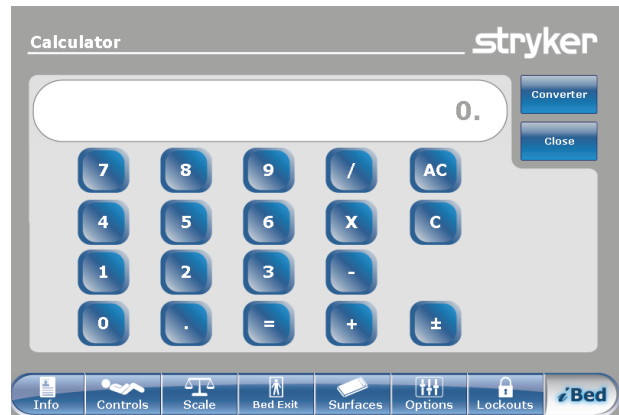 Calculator
stryker
0.
Converter
Close
7 8 9 / AC
4 5 6 X C
1 2 3 -
0 . = + ±
Info Controls Scale Bed Exit Surfaces Options Lockouts iBed